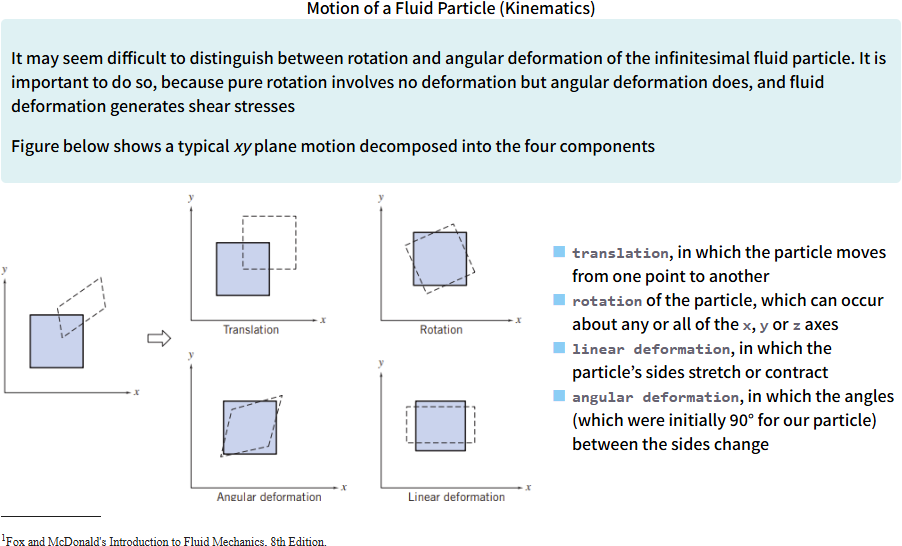 Motion of a Fluid Particle (Kinematics)
It may seem difficult to distinguish between rotation and angular deformation of the infinitesimal fluid particle. It is
important to do so, because pure rotation involves no deformation but angular deformation does, and fluid
deformation generates shear stresses
Figure below shows a typical xy plane motion decomposed into the four components
y
x
y
x
Translation
y
x
Rotation
y
x
Angular deformation
y
x
Linear deformation
translation, in which the particle moves
from one point to another
rotation of the particle, which can occur
about any or all of the x, y or z axes
linear deformation, in which the
particle’s sides stretch or contract
angular deformation, in which the angles
(which were initially 90° for our particle)
between the sides change
1Fox and McDonald's Introduction to Fluid Mechanics. 8th Edition.